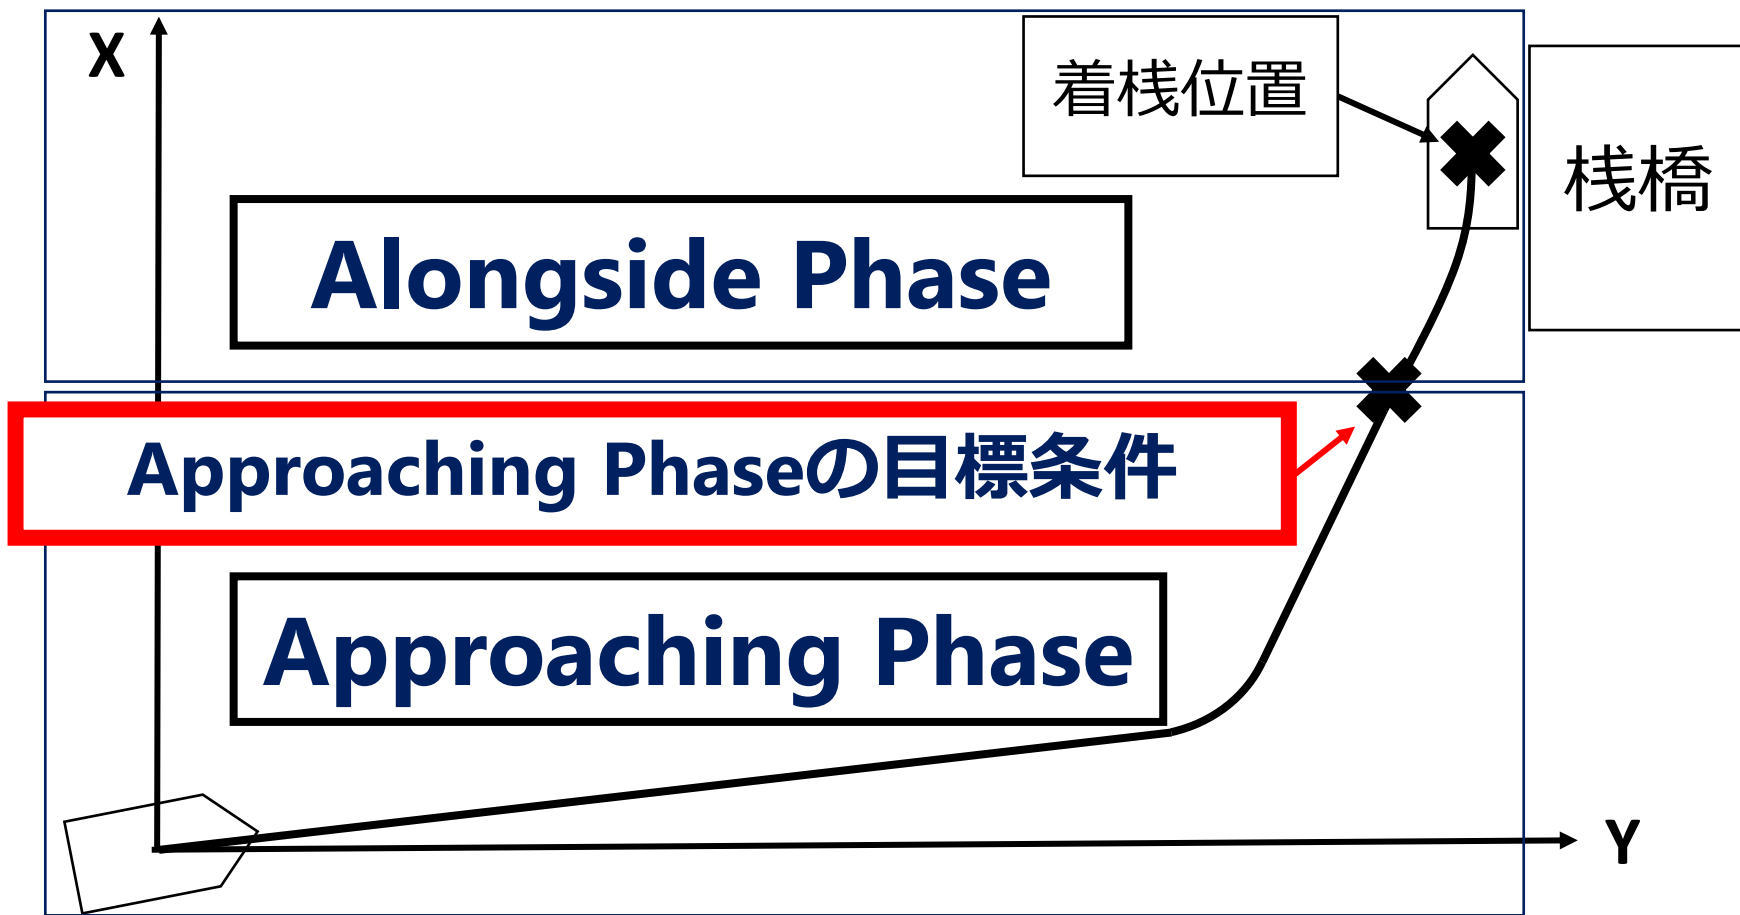 X
着桟位置
桟橋
Alongside Phase
Approaching Phaseの目標条件
Approaching Phase
Y